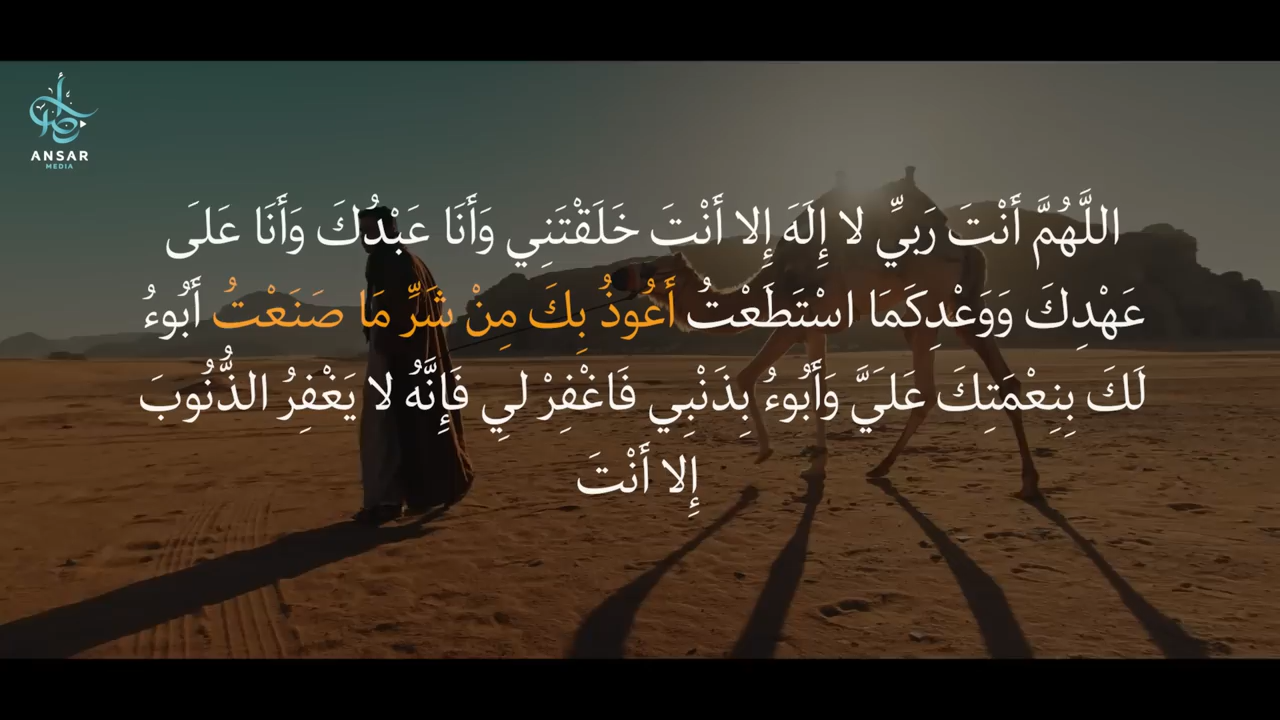 ANSAR
MEDIA
اللَّهُمَّ أَنْتَ رَبِّي لا إِلَهَ إِلا أَنْتَ خَلَقْتَنِي وَأَنَا عَبْدُكَ وَأَنَا عَلَى
عَهْدِكَ وَوَعْدِكَمَا اسْتَطَعْتُ أَعُوذُ بِكَ مِنْ شَرِّ مَا صَنَعْتُ أَبُوءُ
لَكَ بِنِعْمَتِكَ عَلَيَّ وَأَبُوءُ بِذَنْبِي فَاغْفِرْ لِي فَإِنَّهُ لا يَغْفِرُ الذُّنُوبَ
إِلا أَنْتَ